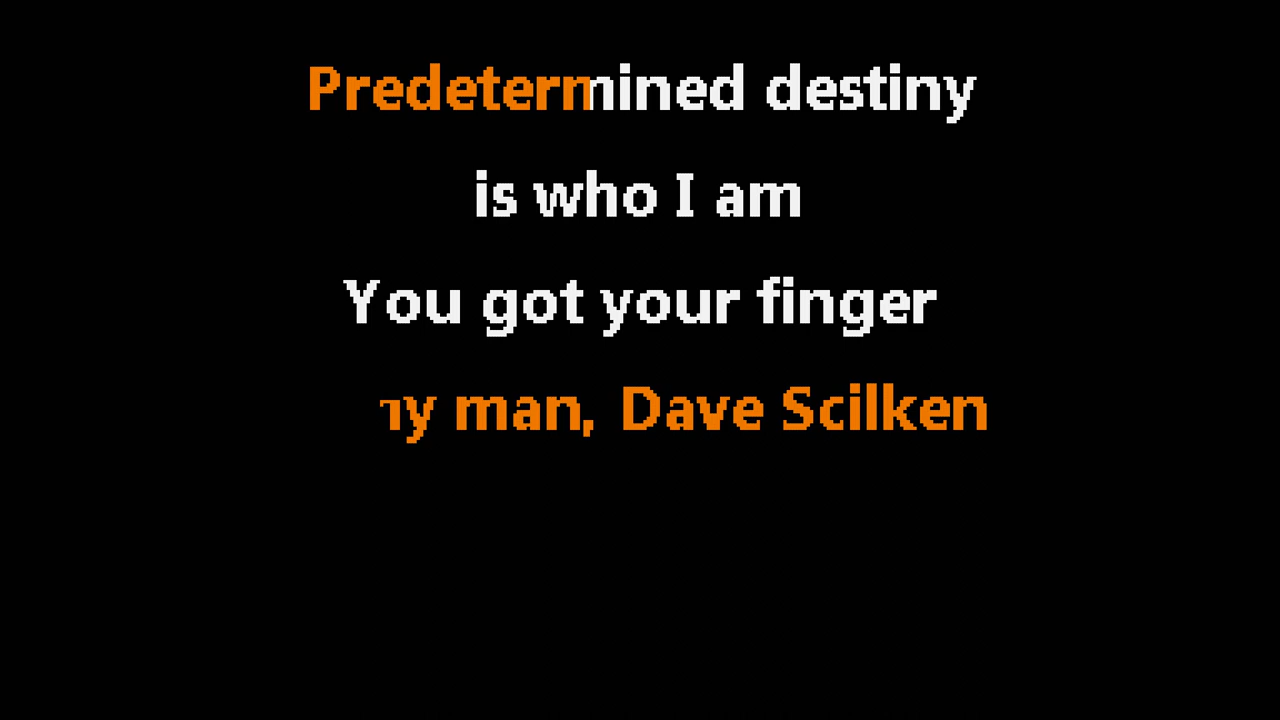 Predetermined destiny
is who I am
You got your finger
y man, Dave Scilken